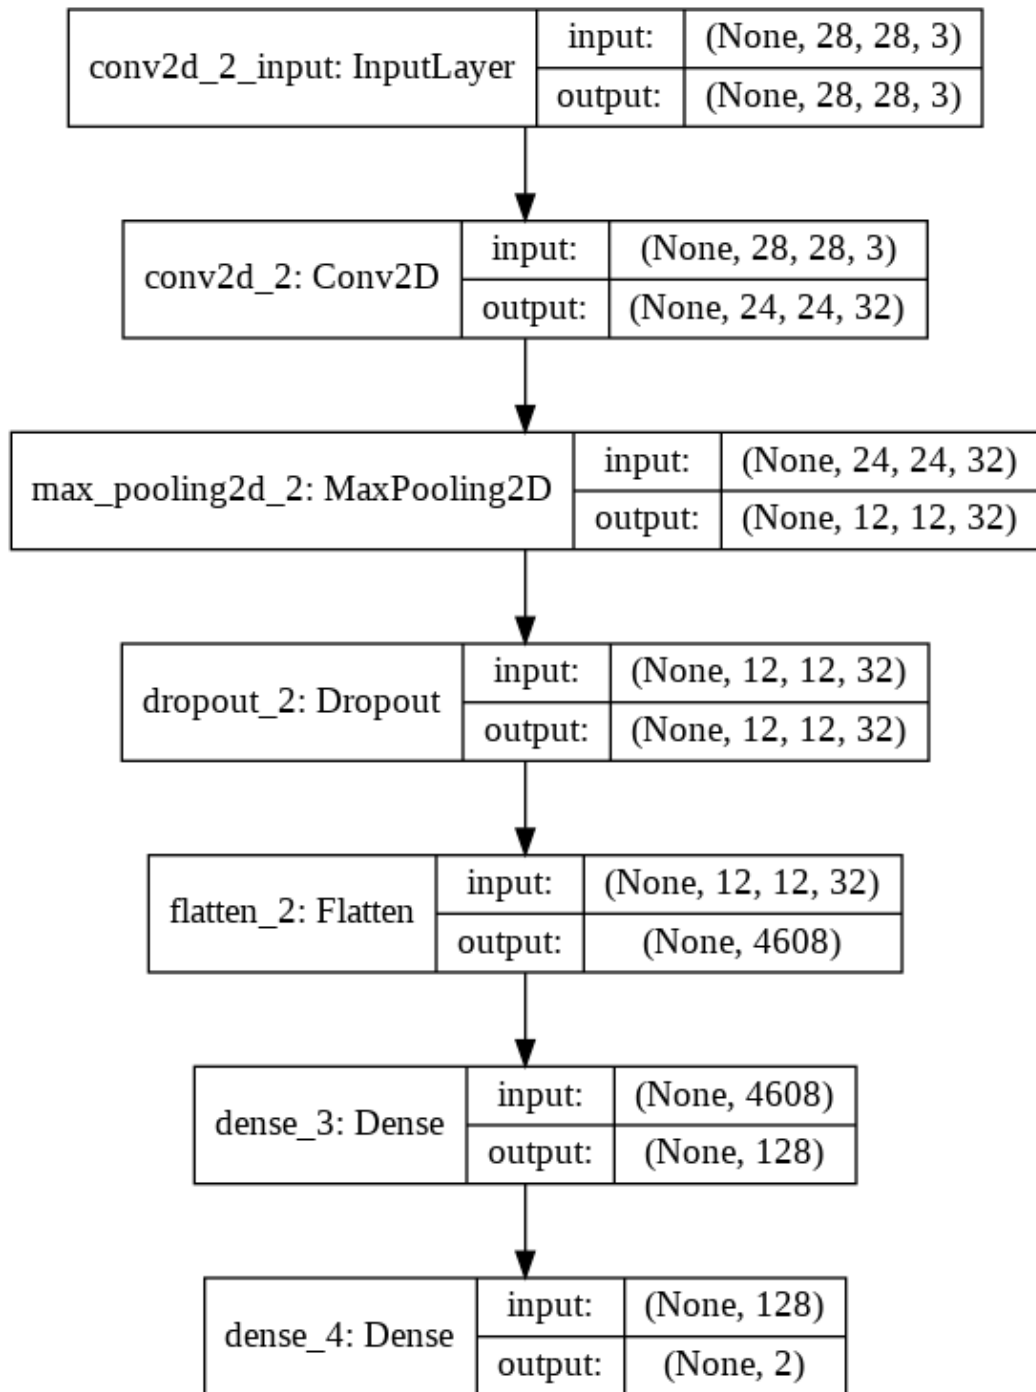 conv2d_2_input: InputLayer
input: (None, 28, 28, 3)
output: (None, 28, 28, 3)
conv2d_2: Conv2D
input: (None, 28, 28, 3)
output: (None, 24, 24, 32)
max_pooling2d_2: MaxPooling2D
input: (None, 24, 24, 32)
output: (None, 12, 12, 32)
dropout_2: Dropout
input: (None, 12, 12, 32)
output: (None, 12, 12, 32)
flatten_2: Flatten
input: (None, 12, 12, 32)
output: (None, 4608)
dense_3: Dense
input: (None, 4608)
output: (None, 128)
dense_4: Dense
input: (None, 128)
output: (None, 2)